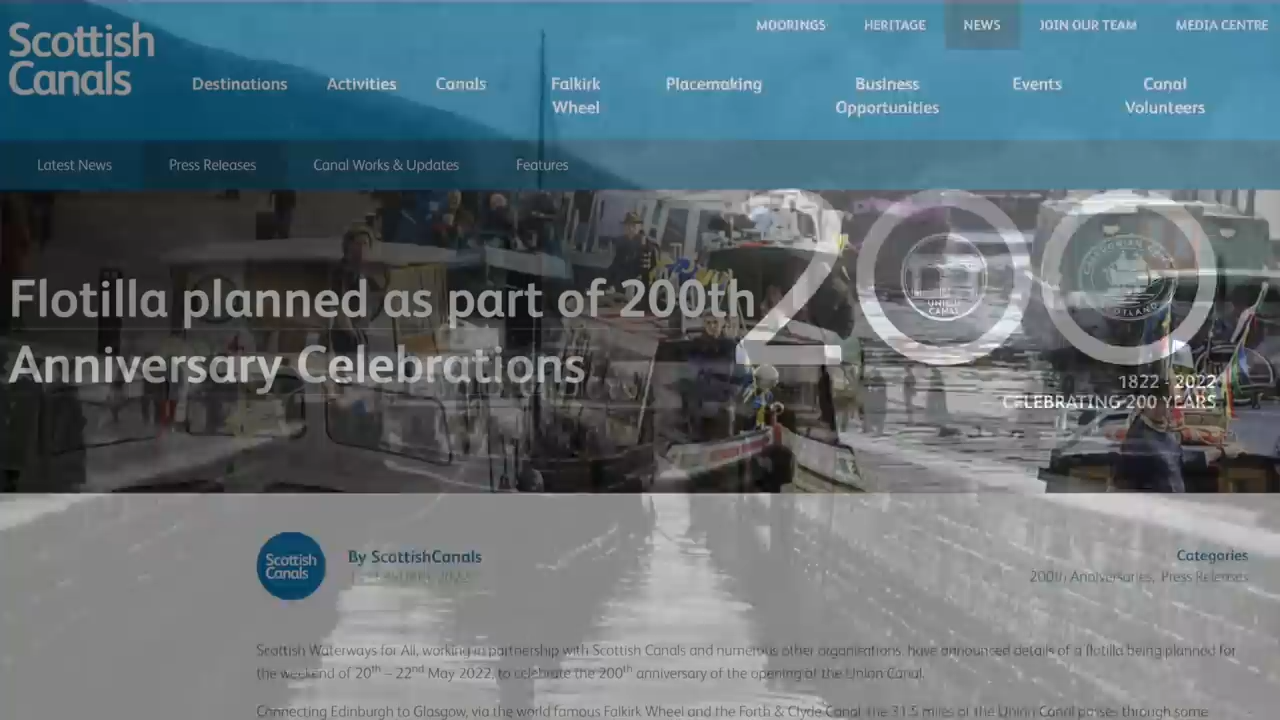 Scottish
Canals
MOORINGS HERITAGE NEWS JOIN OUR TEAM MEDIA CENTRE
Destinations Activities Canals Falkirk Wheel Placemaking Business Opportunities Events Canal Volunteers
Latest News Press Releases Canal Works & Updates Features
200
UNION
CANAL
Flotilla planned as part of 200th
Anniversary Celebrations
1822 - 2022
CELEBRATING 200 YEARS
Scottish
Canals
By ScottishCanals
2022
Categories
200th Anniversaries, Press Releases
Scottish Waterways for All, working in partnership with Scottish Canals and numerous other organisations, have announced details of a flotilla being planned for
the weekend of 20th – 22nd May 2022, to celebrate the 200th anniversary of the opening of the Union Canal.
Connecting Edinburgh to Glasgow, via the world famous Falkirk Wheel and the Forth & Clyde Canal, the 31.5 miles of the Union Canal passes through some